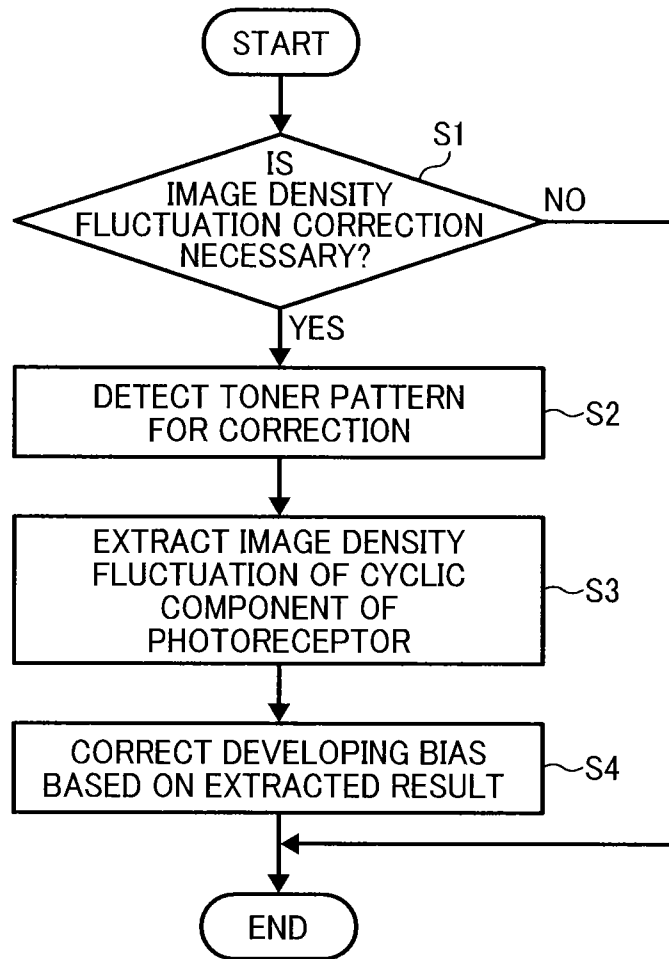 START
S1
IS
IMAGE DENSITY
FLUCTUATION CORRECTION
NECESSARY?
NO
YES
DETECT TONER PATTERN
FOR CORRECTION
S2
EXTRACT IMAGE DENSITY
FLUCTUATION OF CYCLIC
COMPONENT OF
PHOTORECEPTOR
S3
CORRECT DEVELOPING BIAS
BASED ON EXTRACTED RESULT
S4
END